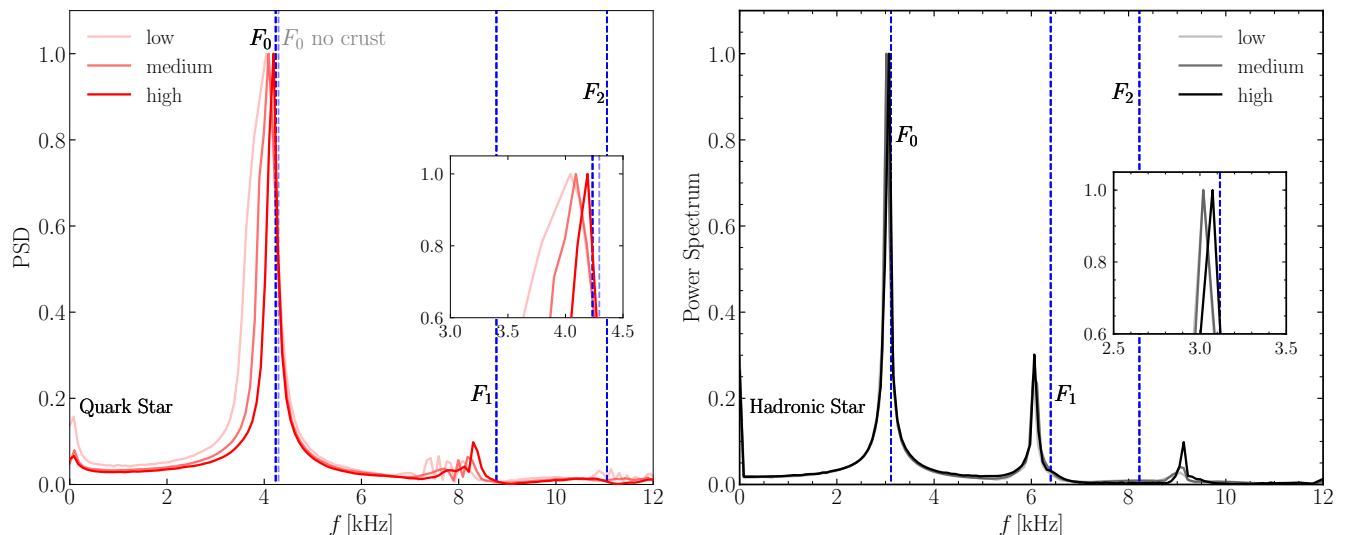 low
medium
high
F₀
F₀ no crust
F₂
1.0
0.8
0.6
0.4
0.2
0.0
PSD
1.0
0.8
0.6
3.0 3.5 4.0 4.5
Quark Star
F₁
0 2 4 6 8 10 12
f [kHz]
low
medium
high
F₂
F₀
1.0
0.8
0.6
0.4
0.2
0.0
Power Spectrum
1.0
0.8
0.6
2.5 3.0 3.5
Hadronic Star
F₁
0 2 4 6 8 10 12
f [kHz]